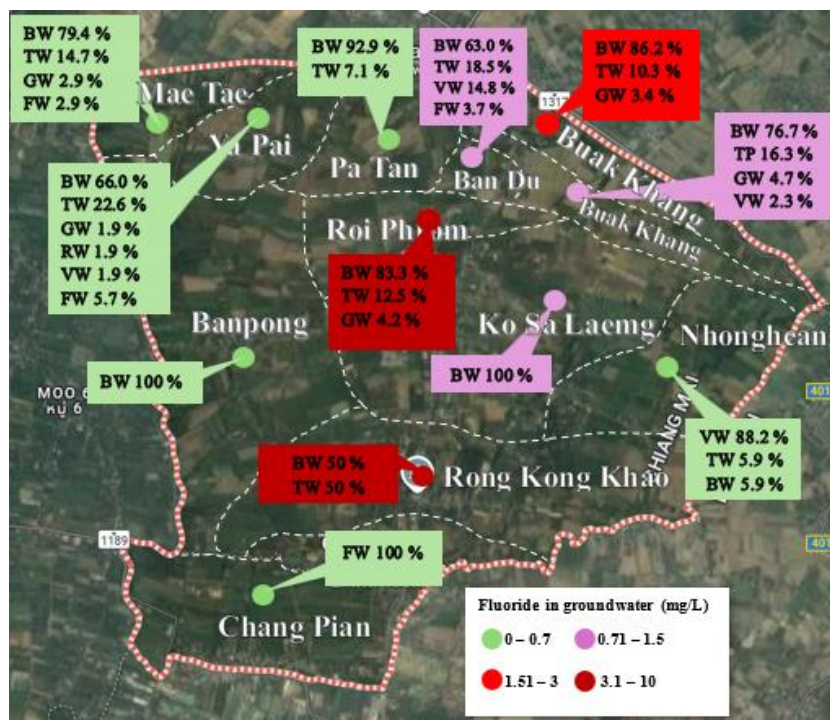 BW 79.4 %
TW 14.7 %
GW 2.9 %
FW 2.9 %
BW 92.9 %
TW 7.1 %
BW 63.0 %
TW 18.5 %
VW 14.8 %
FW 3.7 %
BW 86.2 %
TW 10.3 %
GW 3.4 %
BW 76.7 %
TP 16.3 %
GW 4.7 %
VW 2.3 %
1317
Mae Tae
Ya Pai
Pa Tan
Ban Du
Buak Khang
Buak Khang
BW 66.0 %
TW 22.6 %
GW 1.9 %
RW 1.9 %
VW 1.9 %
FW 5.7 %
Roi Phrom
BW 83.3 %
TW 12.5 %
GW 4.2 %
Banpong
Ko Sa Laemg
Nhonghean
BW 100 %
BW 100 %
MOO 6
หมู่ 6
401
CHIANG MAI
VW 88.2 %
TW 5.9 %
BW 5.9 %
BW 50 %
TW 50 %
Rong Kong Khao
1189
401
FW 100 %
Chang Pian
Fluoride in groundwater (mg/L)
0 – 0.7
0.71 – 1.5
1.51 – 3
3.1 – 10